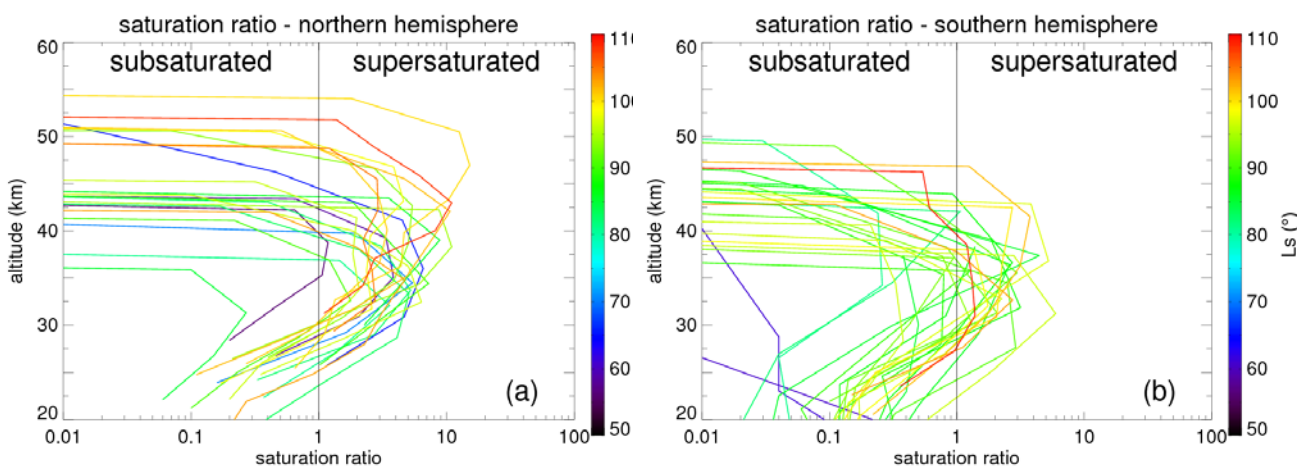 saturation ratio - northern hemisphere
subsaturated
supersaturated
60
50
40
30
20
altitude (km)
0.01
0.1
1
10
100
saturation ratio
(a)
110
100
90
80
70
60
50
saturation ratio - southern hemisphere
subsaturated
supersaturated
60
50
40
30
20
altitude (km)
0.01
0.1
1
10
100
saturation ratio
(b)
110
100
90
80
70
60
50
Ls (°)